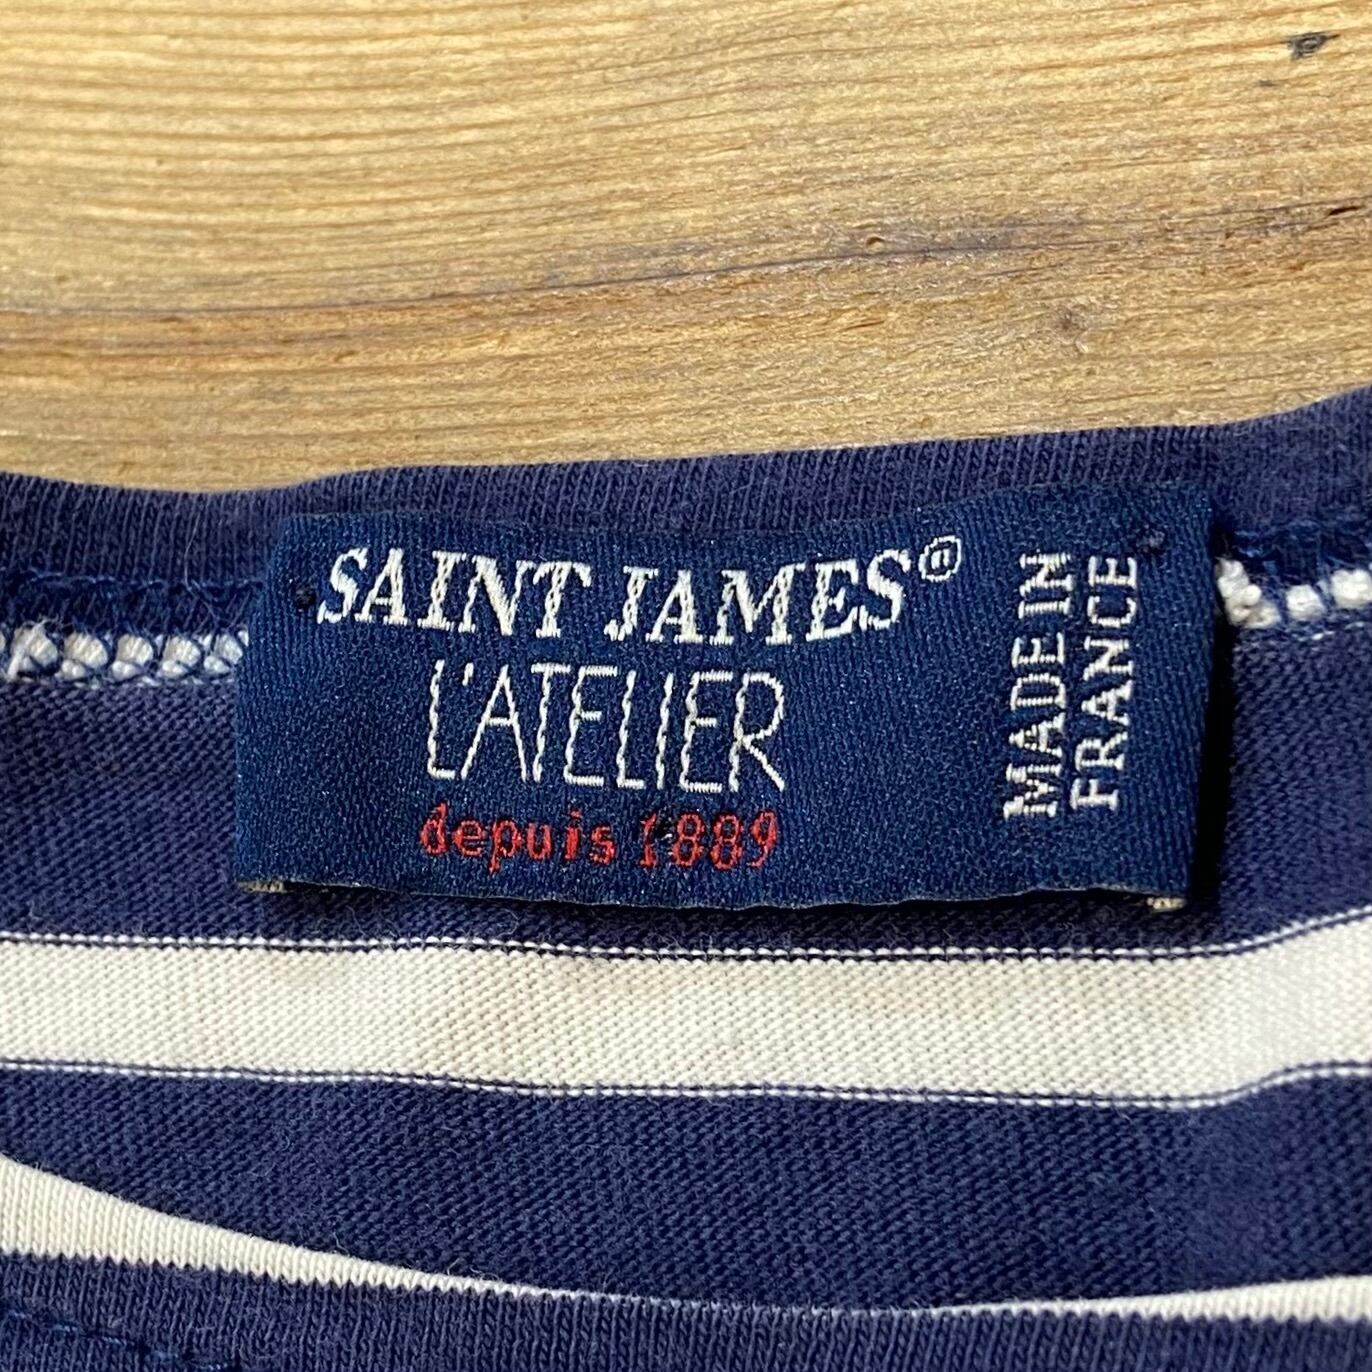 SAINT JAMES®
L'ATELIER
depuis 1889
MADE IN
FRANCE